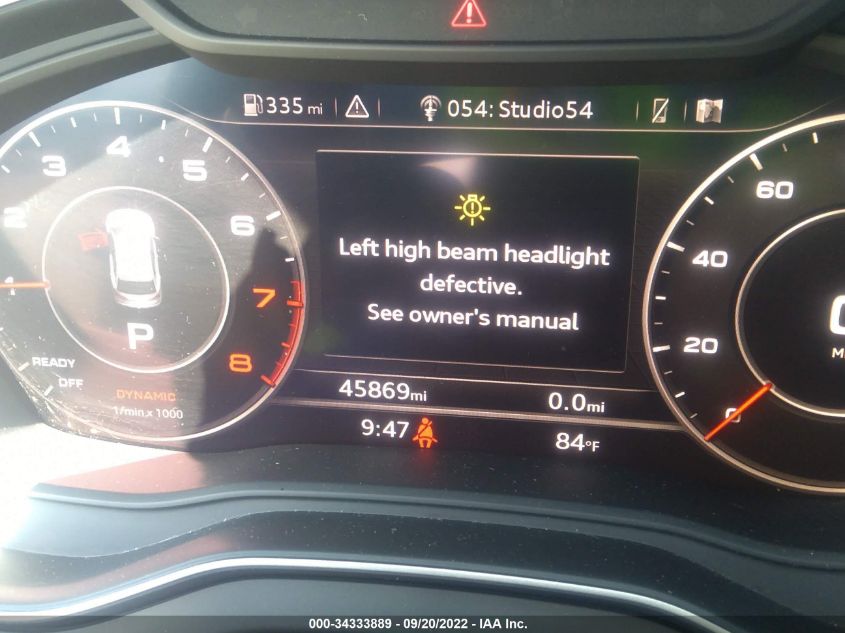 335 mi
054: Studio54
1
2
3
4
5
6
7
8
P
READY
OFF
DYNAMIC
1/min.x 1000
Left high beam headlight
defective.
See owner's manual
45869mi
0.0mi
9:47
84°F
60
40
20
0
000-34333889 - 09/20/2022 - IAA Inc.